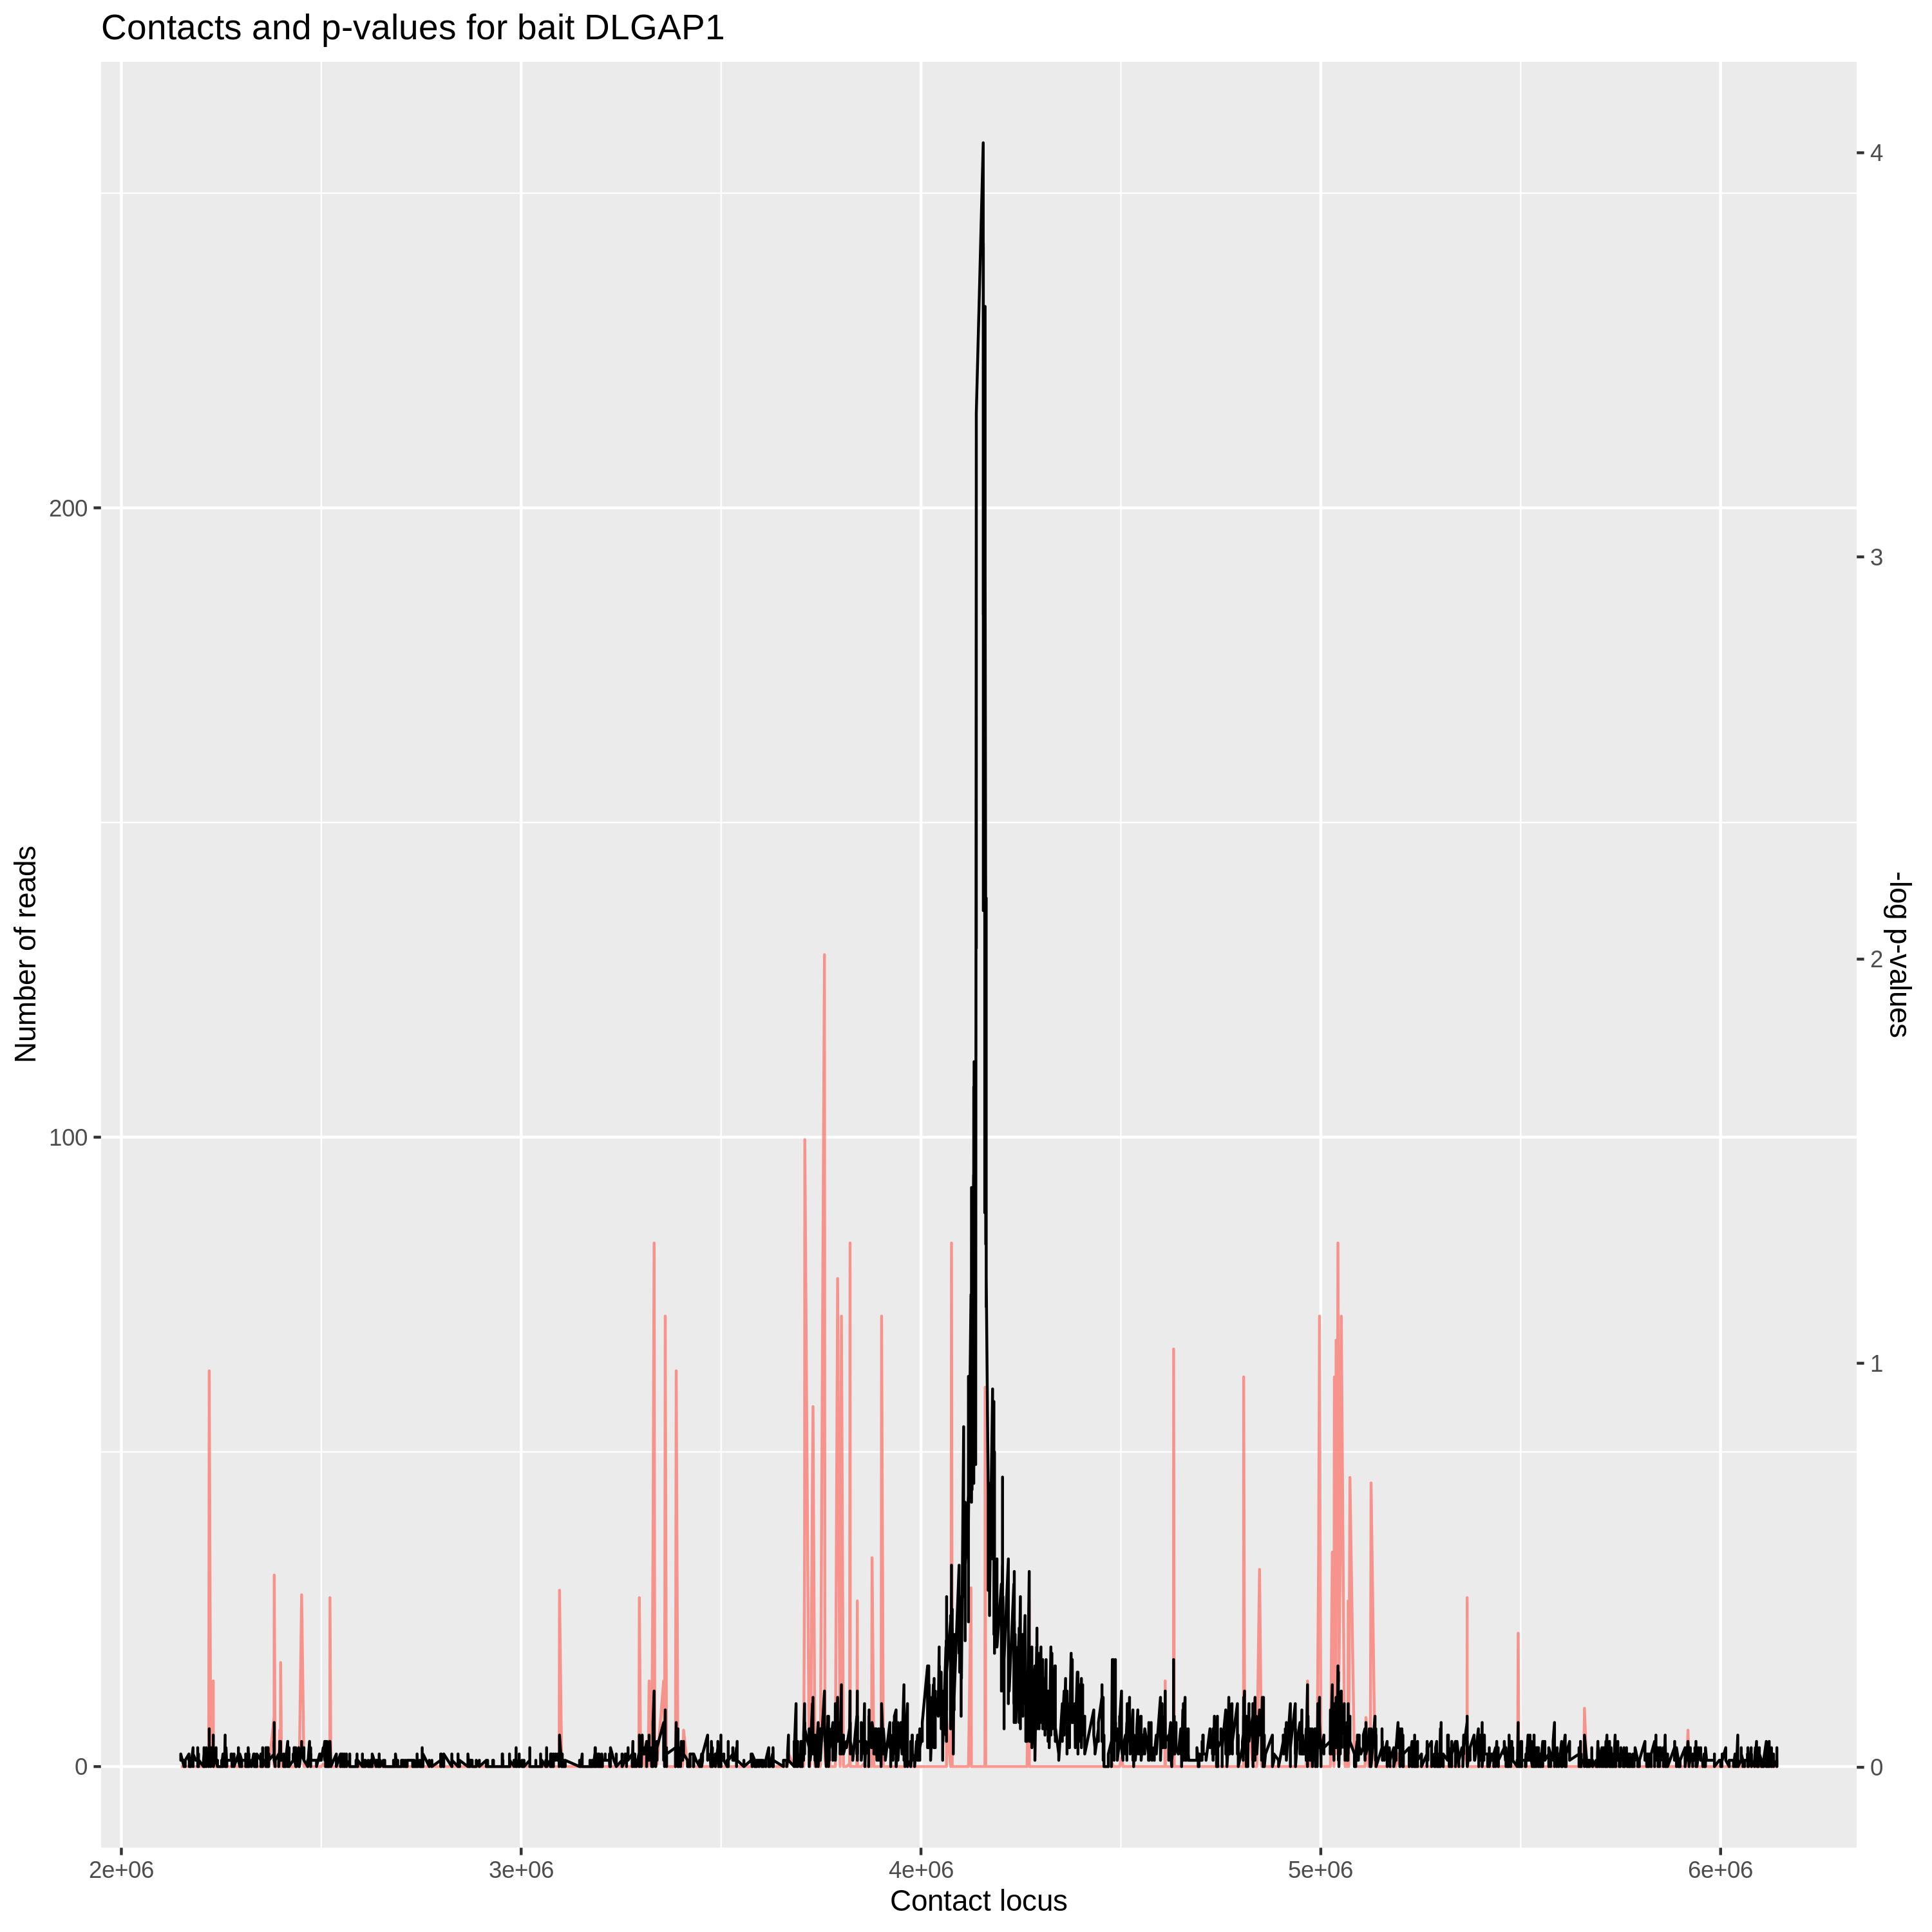 Contacts and p-values for bait DLGAP1
Number of reads
200
100
0
4
3
2
1
0
-log p-values
2e+06 3e+06 4e+06 5e+06 6e+06
Contact locus